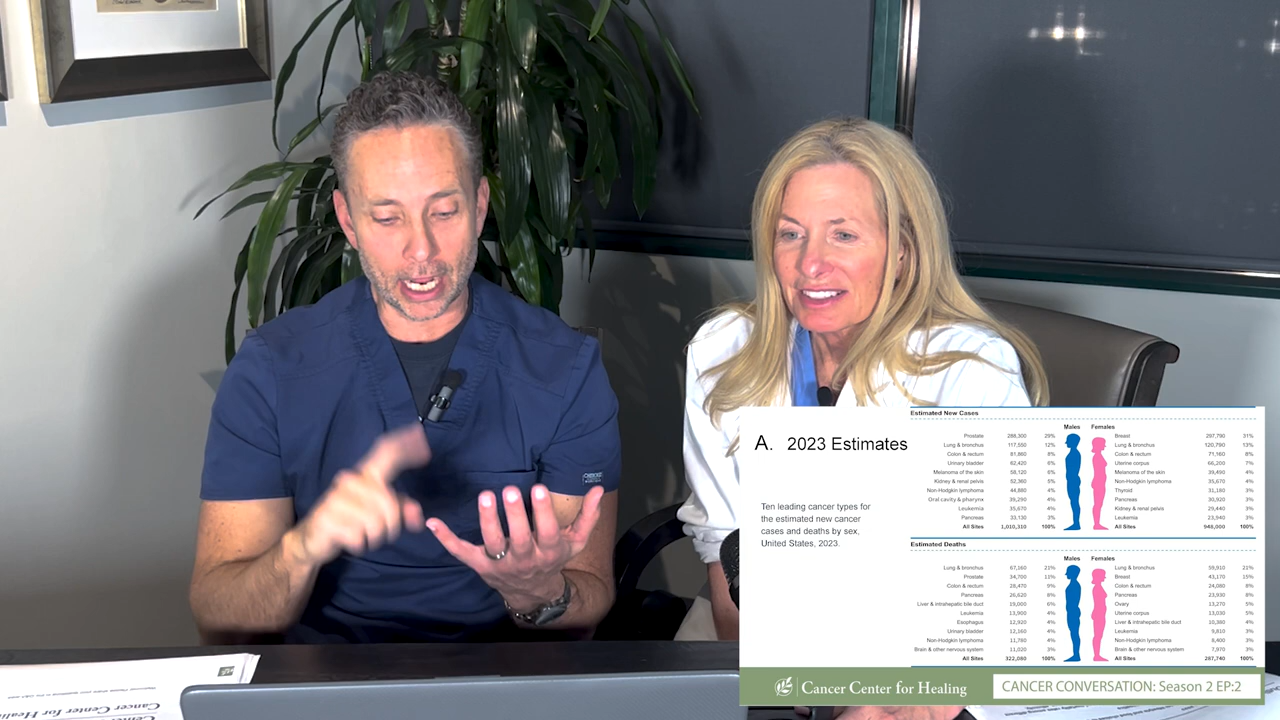 A. 2023 Estimates
Ten leading cancer types for
the estimated new cancer
cases and deaths by sex,
United States, 2023.
Estimated New Cases
Males Females
Prostate 288,300 29% Breast 297,790 31%
Lung & bronchus 117,550 12% Lung & bronchus 120,790 13%
Colon & rectum 81,860 8% Colon & rectum 71,160 8%
Urinary bladder 62,420 6% Uterine corpus 66,200 7%
Melanoma of the skin 58,120 6% Melanoma of the skin 39,490 4%
Kidney & renal pelvis 52,360 5% Non-Hodgkin lymphoma 35,670 4%
Non-Hodgkin lymphoma 44,880 4% Thyroid 31,180 3%
Oral cavity & pharynx 39,290 4% Pancreas 30,920 3%
Leukemia 35,670 4% Kidney & renal pelvis 29,440 3%
Pancreas 33,130 3% Leukemia 23,940 3%
All Sites 1,010,310 100% All Sites 948,000 100%
Estimated Deaths
Males Females
Lung & bronchus 67,160 21% Lung & bronchus 59,910 21%
Prostate 34,700 11% Breast 43,170 15%
Colon & rectum 28,470 9% Colon & rectum 24,080 8%
Pancreas 26,620 8% Pancreas 23,930 8%
Liver & intrahepatic bile duct 19,000 6% Ovary 13,270 5%
Leukemia 13,900 4% Uterine corpus 13,030 5%
Esophagus 12,920 4% Liver & intrahepatic bile duct 10,380 4%
Urinary bladder 12,160 4% Leukemia 9,810 3%
Non-Hodgkin lymphoma 11,780 4% Non-Hodgkin lymphoma 8,400 3%
Brain & other nervous system 11,020 3% Brain & other nervous system 7,970 3%
All Sites 322,080 100% All Sites 287,740 100%
Cancer Center for Healing
CANCER CONVERSATION: Season 2 EP:2
Cancer Center for Heali